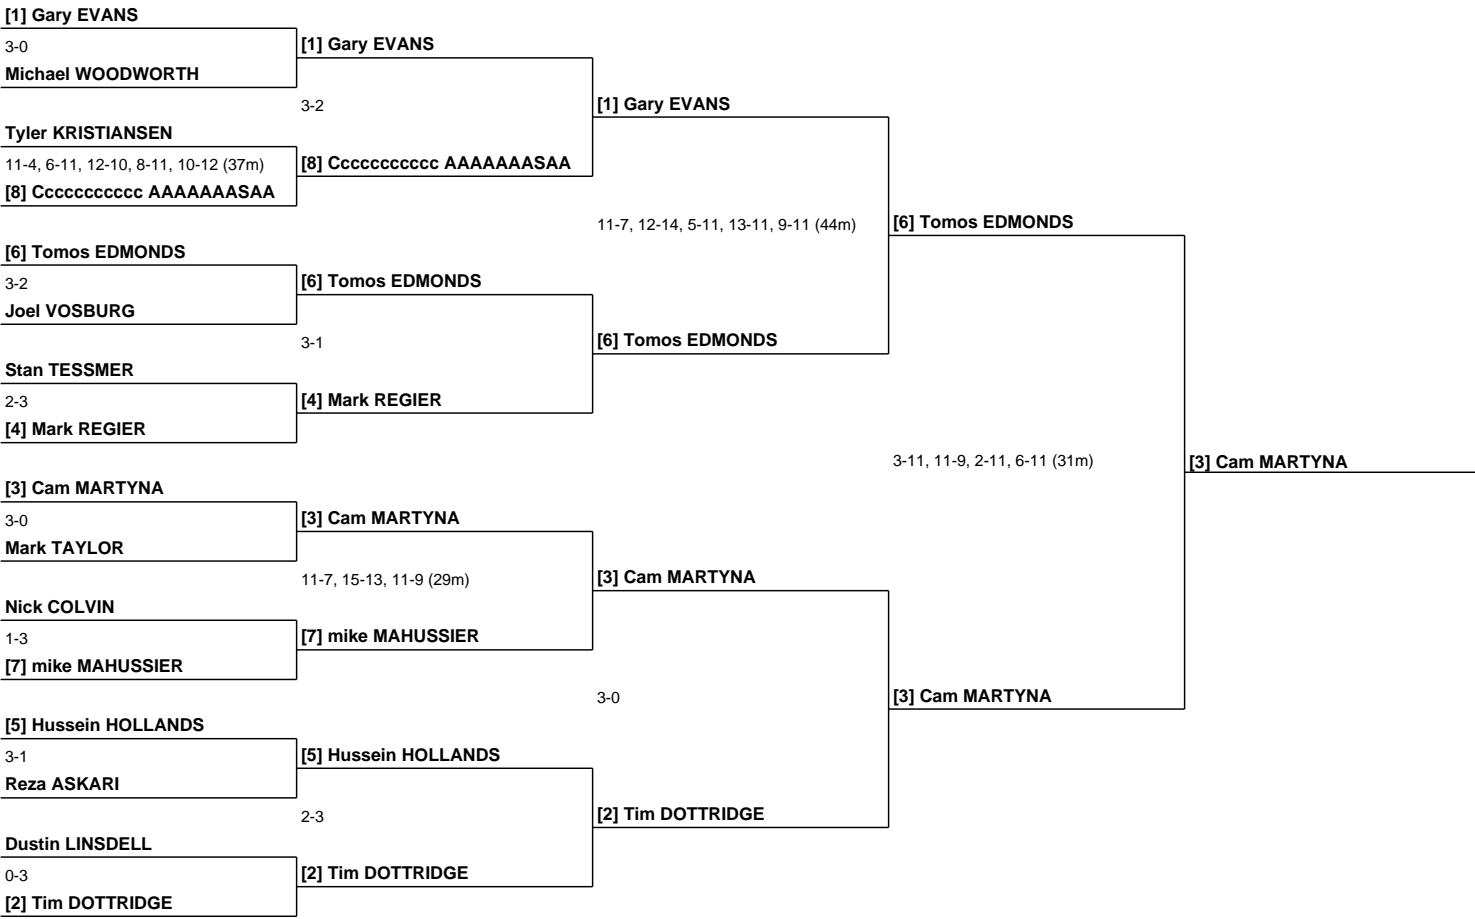 [1] Gary EVANS
3-0
Michael WOODWORTH
Tyler KRISTIANSEN
11-4, 6-11, 12-10, 8-11, 10-12 (37m)
[8] Ccccccccccc AAAAAAASAA
[6] Tomos EDMONDS
3-2
Joel VOSBURG
Stan TESSMER
2-3
[4] Mark REGIER
[3] Cam MARTYNA
3-0
Mark TAYLOR
Nick COLVIN
1-3
[7] mike MAHUSSIER
[5] Hussein HOLLANDS
3-1
Reza ASKARI
Dustin LINSDELL
0-3
[2] Tim DOTTRIDGE
[1] Gary EVANS
3-2
[8] Ccccccccccc AAAAAAASAA
[6] Tomos EDMONDS
3-1
[4] Mark REGIER
[3] Cam MARTYNA
11-7, 15-13, 11-9 (29m)
[7] mike MAHUSSIER
[5] Hussein HOLLANDS
2-3
[2] Tim DOTTRIDGE
[1] Gary EVANS
11-7, 12-14, 5-11, 13-11, 9-11 (44m)
[6] Tomos EDMONDS
[3] Cam MARTYNA
3-0
[2] Tim DOTTRIDGE
[6] Tomos EDMONDS
3-11, 11-9, 2-11, 6-11 (31m)
[3] Cam MARTYNA
[3] Cam MARTYNA